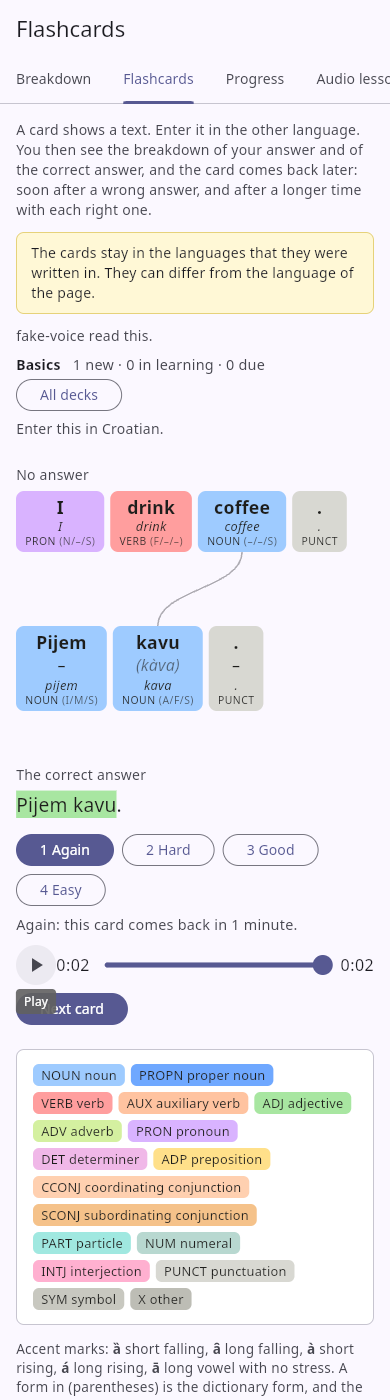 Flashcards
Breakdown Flashcards Progress Audio lesso
A card shows a text. Enter it in the other language.
You then see the breakdown of your answer and of
the correct answer, and the card comes back later:
soon after a wrong answer, and after a longer time
with each right one.
The cards stay in the languages that they were
written in. They can differ from the language of
the page.
fake-voice read this.
Basics 1 new · 0 in learning · 0 due
All decks
Enter this in Croatian.
No answer
I drink coffee .
I drink coffee .
PRON (N/–/S) VERB (F/–/–) NOUN (–/–/S) PUNCT
Pijem kavu .
– (kàva) –
pijem kava .
NOUN (I/M/S) NOUN (A/F/S) PUNCT
The correct answer
Pijem kavu.
1 Again 2 Hard 3 Good
4 Easy
Again: this card comes back in 1 minute.
0:02 0:02
Play
ext card
NOUN noun PROPN proper noun
VERB verb AUX auxiliary verb ADJ adjective
ADV adverb PRON pronoun
DET determiner ADP preposition
CCONJ coordinating conjunction
SCONJ subordinating conjunction
PART particle NUM numeral
INTJ interjection PUNCT punctuation
SYM symbol X other
Accent marks: ȁ short falling, ȃ long falling, à short
rising, á long rising, ā long vowel with no stress. A
form in (parentheses) is the dictionary form, and the